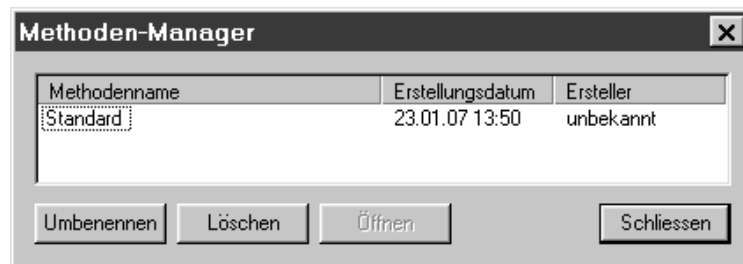 Methoden-Manager
Methodenname Erstellungsdatum Ersteller
Standard 23.01.07 13:50 unbekannt
Umbenennen Löschen Öffnen Schliessen